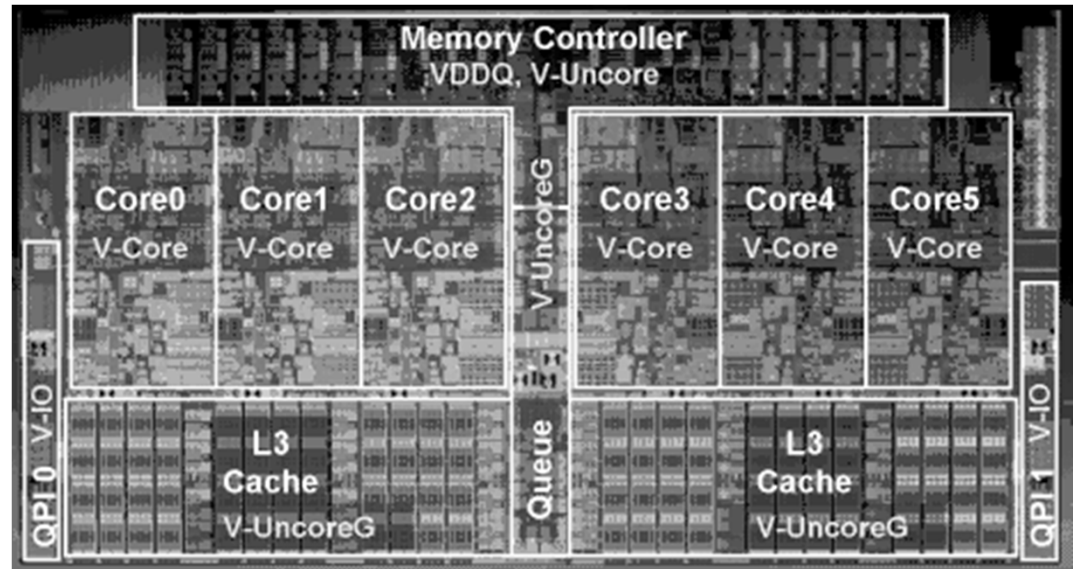 Memory Controller
VDDQ, V-Uncore
Core0
V-Core
Core1
V-Core
Core2
V-Core
V-UncoreG
Core3
V-Core
Core4
V-Core
Core5
V-Core
QPI 0 V-IO
L3
Cache
V-UncoreG
Queue
L3
Cache
V-UncoreG
QPI 1 V-IO